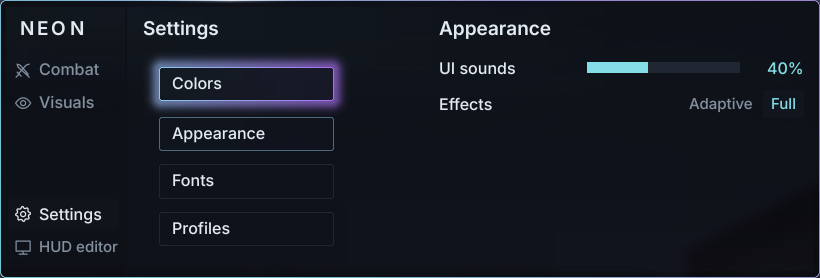 NEON
Combat
Visuals
Settings
HUD editor
Settings
Colors
Appearance
Fonts
Profiles
Appearance
UI sounds 40%
Effects Adaptive Full